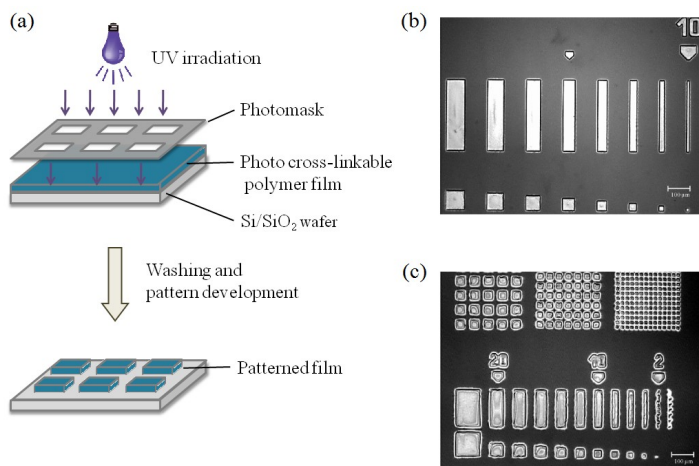 (a)
UV irradiation
Photomask
Photo cross-linkable
polymer film
Si/SiO₂ wafer
Washing and
pattern development
Patterned film
(b)
10
100 μm
(c)
20
10
2
100 μm